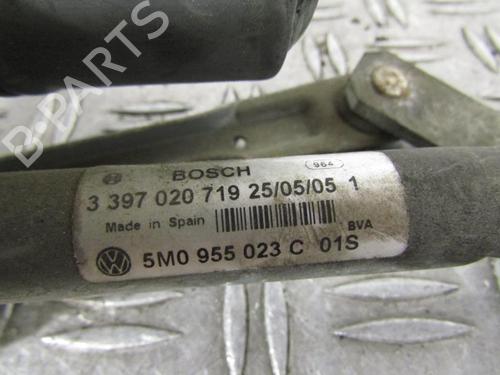 B-PARTS
BOSCH 964
3 397 020 719 25/05/05 1
Made in Spain BVA
5M0 955 023 C 01S